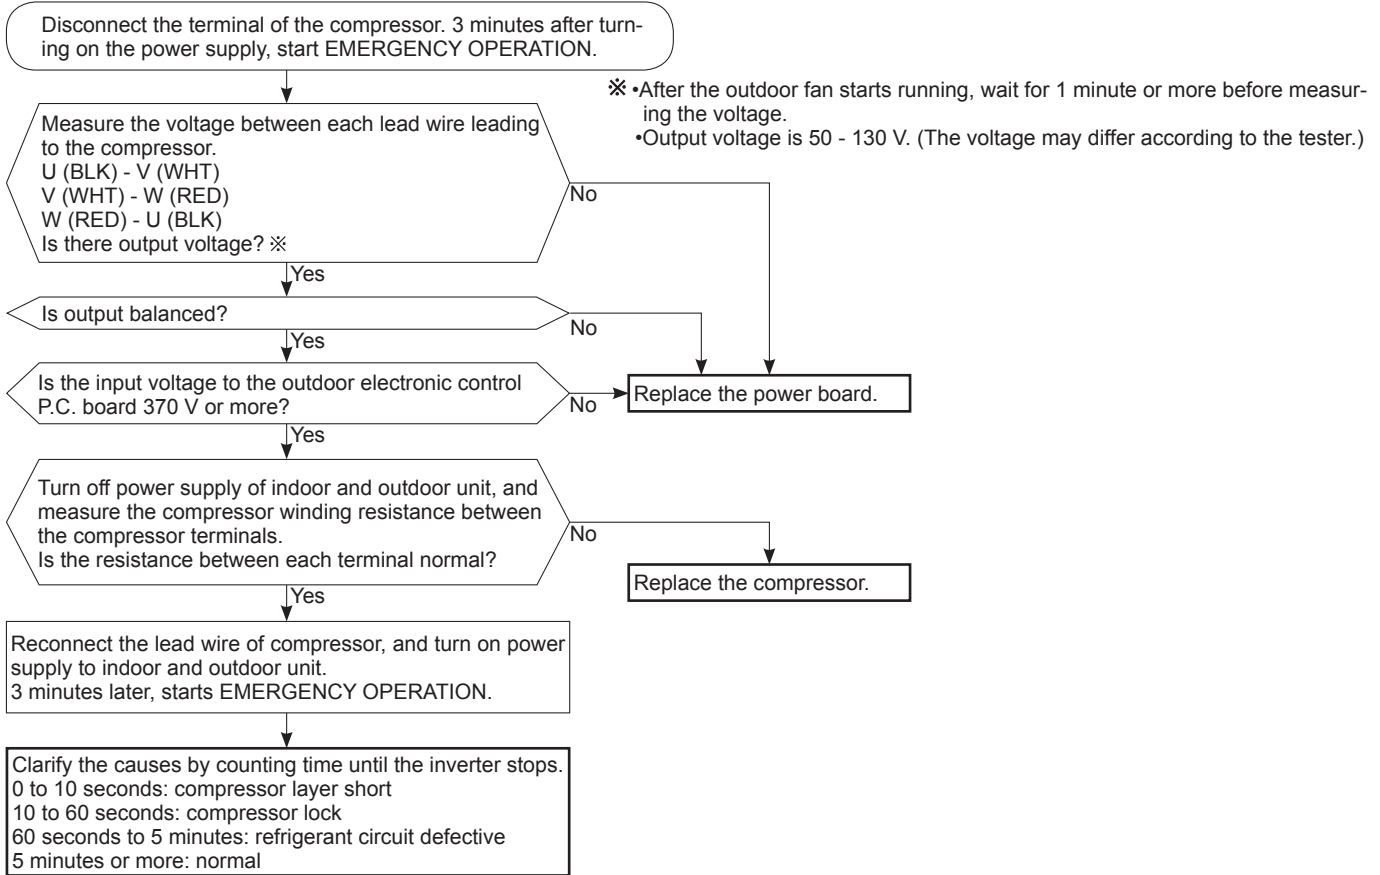 Disconnect the terminal of the compressor. 3 minutes after turn-
ing on the power supply, start EMERGENCY OPERATION.
※ •After the outdoor fan starts running, wait for 1 minute or more before measur-
ing the voltage.
•Output voltage is 50 - 130 V. (The voltage may differ according to the tester.)
Measure the voltage between each lead wire leading
to the compressor.
U (BLK) - V (WHT)
V (WHT) - W (RED)
W (RED) - U (BLK)
Is there output voltage? ※
No
Yes
Is output balanced?
No
Yes
Is the input voltage to the outdoor electronic control
P.C. board 370 V or more?
No
Replace the power board.
Yes
Turn off power supply of indoor and outdoor unit, and
measure the compressor winding resistance between
the compressor terminals.
Is the resistance between each terminal normal?
No
Replace the compressor.
Yes
Reconnect the lead wire of compressor, and turn on power
supply to indoor and outdoor unit.
3 minutes later, starts EMERGENCY OPERATION.
Clarify the causes by counting time until the inverter stops.
0 to 10 seconds: compressor layer short
10 to 60 seconds: compressor lock
60 seconds to 5 minutes: refrigerant circuit defective
5 minutes or more: normal